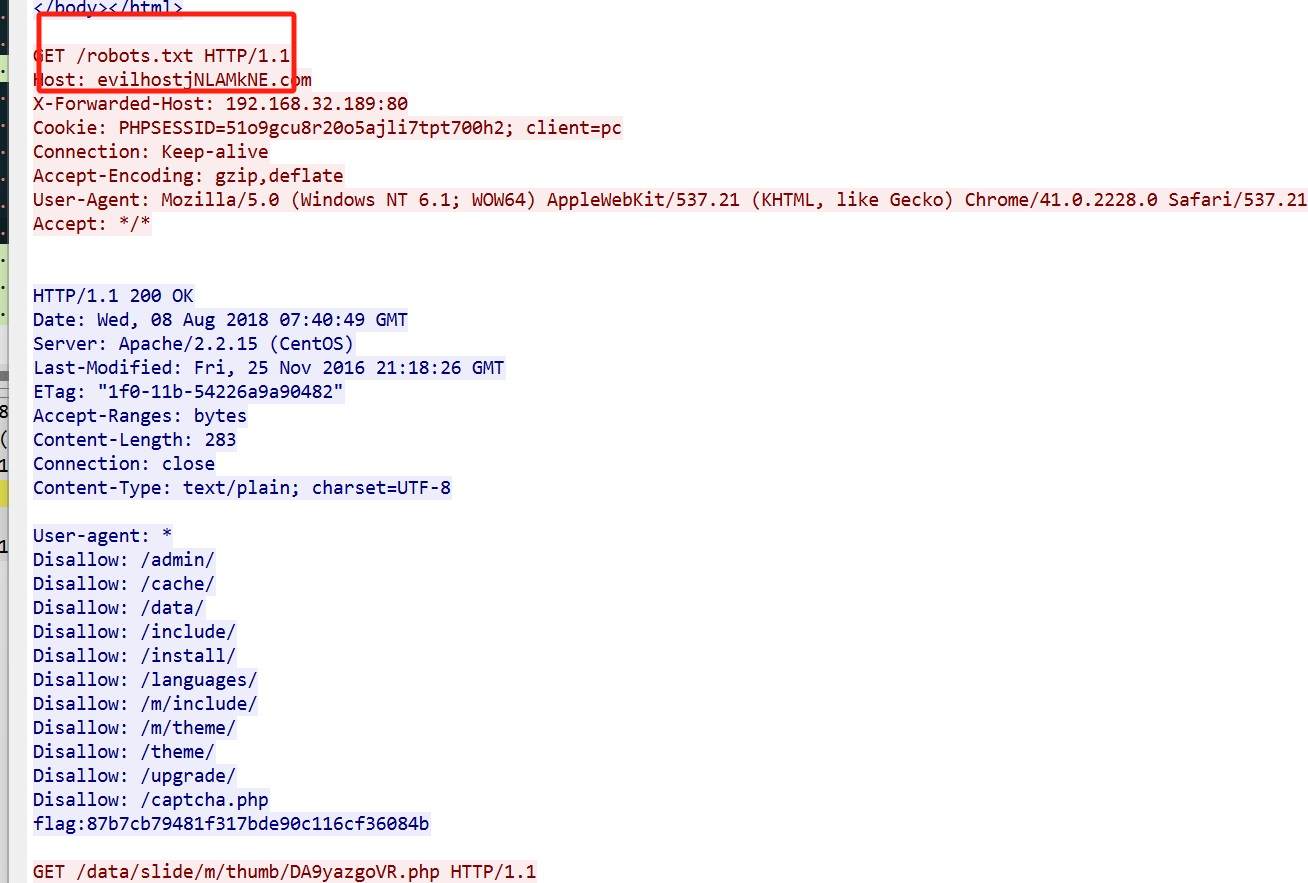 </body></html>
GET /robots.txt HTTP/1.1
Host: evilhostjNLAMkNE.com
X-Forwarded-Host: 192.168.32.189:80
Cookie: PHPSESSID=51o9gcu8r20o5ajli7tpt700h2; client=pc
Connection: Keep-alive
Accept-Encoding: gzip,deflate
User-Agent: Mozilla/5.0 (Windows NT 6.1; WOW64) AppleWebKit/537.21 (KHTML, like Gecko) Chrome/41.0.2228.0 Safari/537.21
Accept: */*
HTTP/1.1 200 OK
Date: Wed, 08 Aug 2018 07:40:49 GMT
Server: Apache/2.2.15 (CentOS)
Last-Modified: Fri, 25 Nov 2016 21:18:26 GMT
ETag: "1f0-11b-54226a9a90482"
Accept-Ranges: bytes
Content-Length: 283
Connection: close
Content-Type: text/plain; charset=UTF-8
User-agent: *
Disallow: /admin/
Disallow: /cache/
Disallow: /data/
Disallow: /include/
Disallow: /install/
Disallow: /languages/
Disallow: /m/include/
Disallow: /m/theme/
Disallow: /theme/
Disallow: /upgrade/
Disallow: /captcha.php
flag:87b7cb79481f317bde90c116cf36084b
GET /data/slide/m/thumb/DA9yazgoVR.php HTTP/1.1